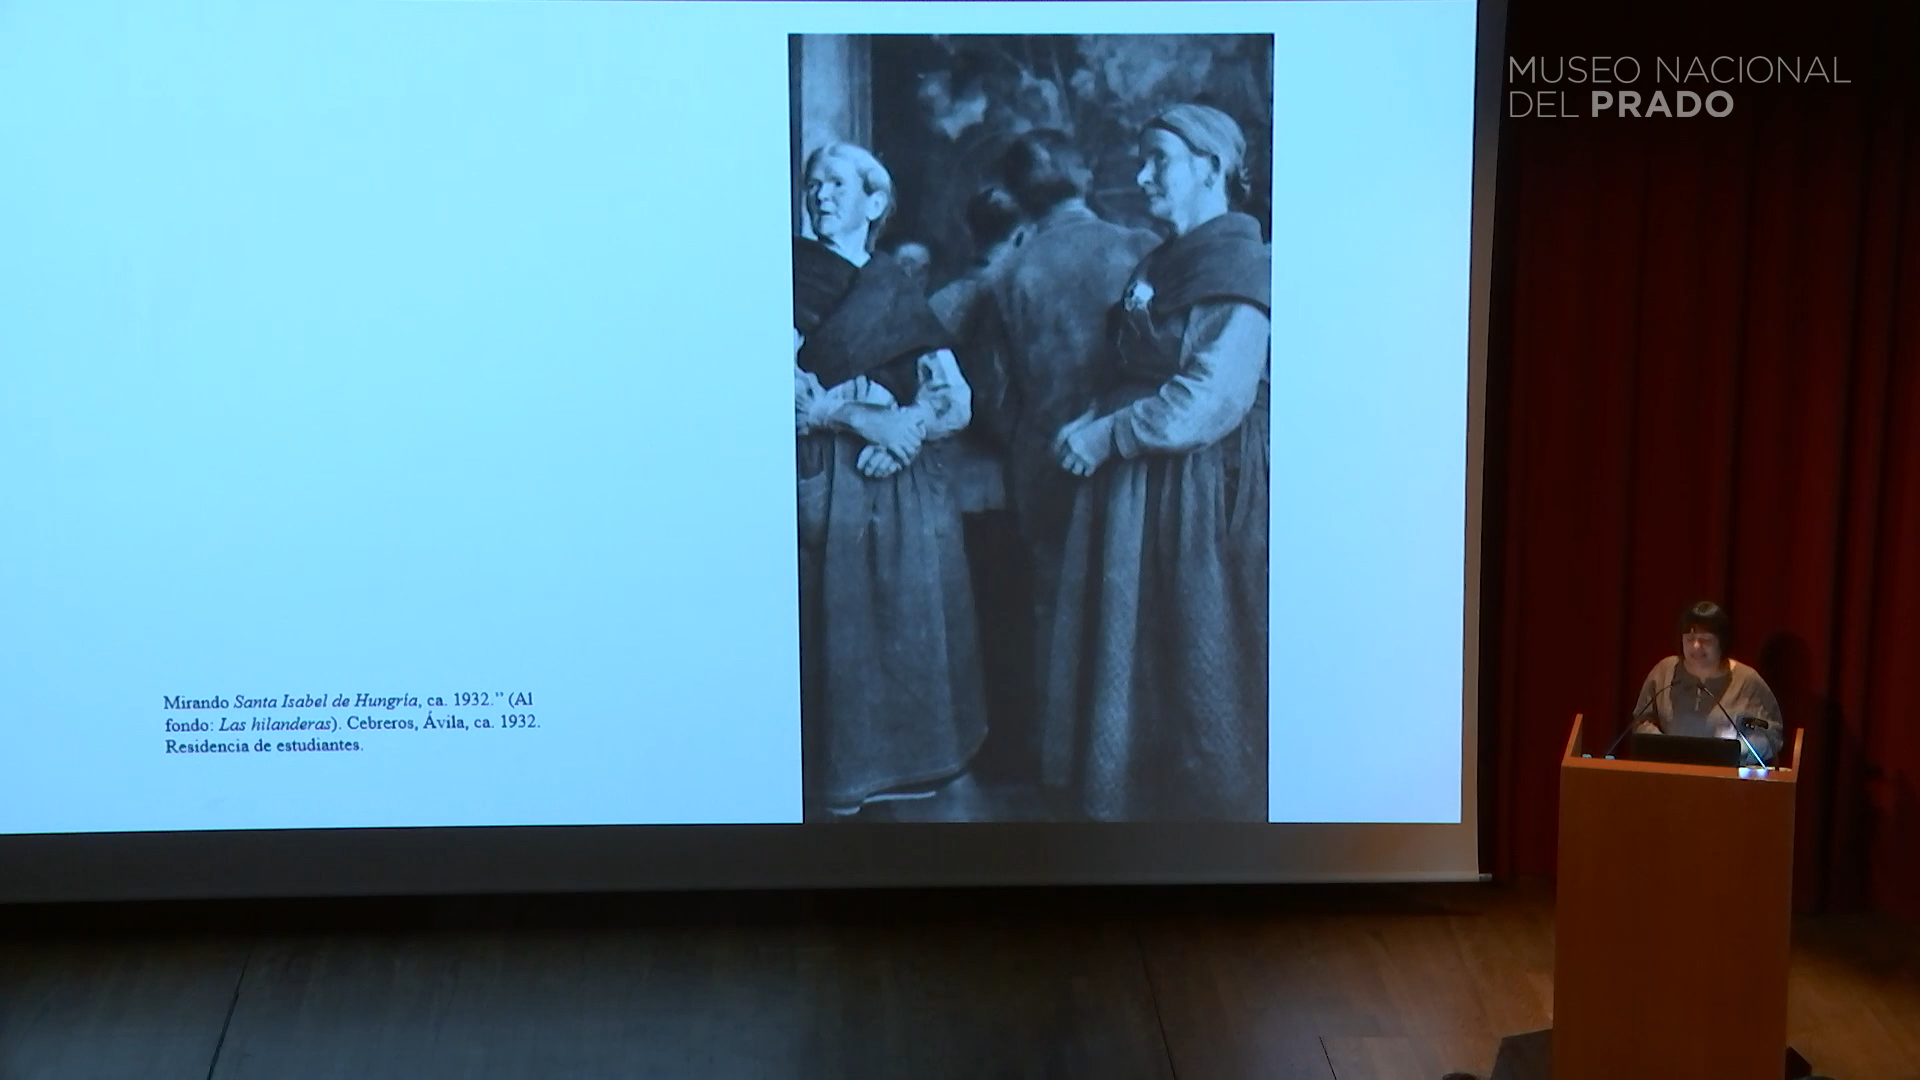 MUSEO NACIONAL
DEL PRADO
Mirando Santa Isabel de Hungría, ca. 1932.” (Al
fondo: Las hilanderas). Cebreros, Ávila, ca. 1932.
Residencia de estudiantes.